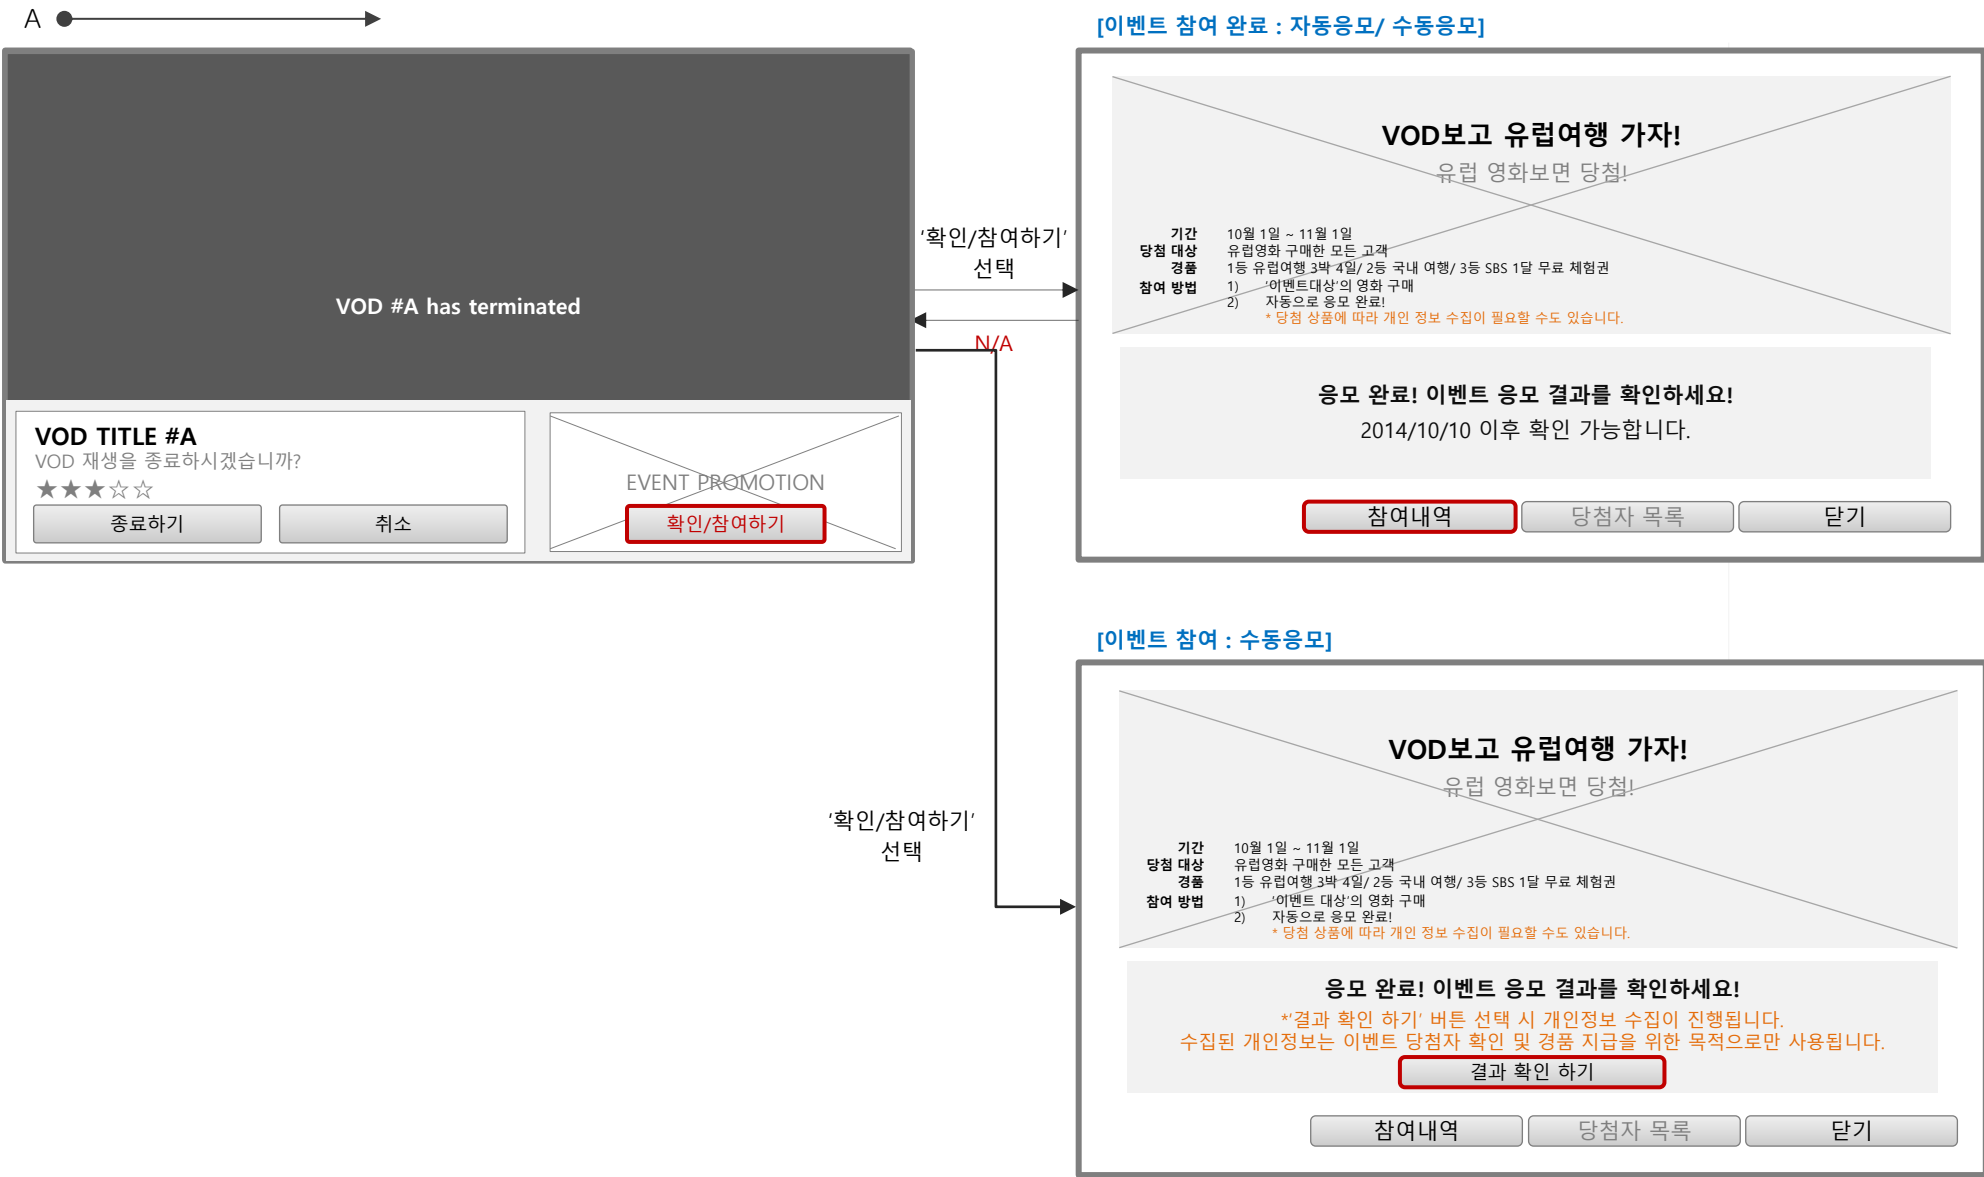 A
VOD #A has terminated
VOD TITLE #A
VOD 재생을 종료하시겠습니까?
★★★☆☆
종료하기
취소
EVENT PROMOTION
확인/참여하기
'확인/참여하기'
선택
N/A
'확인/참여하기'
선택
[이벤트 참여 완료 : 자동응모/ 수동응모]
VOD보고 유럽여행 가자!
유럽 영화보면 당첨!
기간 10월 1일 ~ 11월 1일
당첨 대상 유럽영화 구매한 모든 고객
경품 1등 유럽여행 3박 4일/ 2등 국내 여행/ 3등 SBS 1달 무료 체험권
참여 방법 1) '이벤트대상'의 영화 구매
2) 자동으로 응모 완료!
* 당첨 상품에 따라 개인 정보 수집이 필요할 수도 있습니다.
응모 완료! 이벤트 응모 결과를 확인하세요!
2014/10/10 이후 확인 가능합니다.
참여내역
당첨자 목록
닫기
[이벤트 참여 : 수동응모]
VOD보고 유럽여행 가자!
유럽 영화보면 당첨!
기간 10월 1일 ~ 11월 1일
당첨 대상 유럽영화 구매한 모든 고객
경품 1등 유럽여행 3박 4일/ 2등 국내 여행/ 3등 SBS 1달 무료 체험권
참여 방법 1) '이벤트 대상'의 영화 구매
2) 자동으로 응모 완료!
* 당첨 상품에 따라 개인 정보 수집이 필요할 수도 있습니다.
응모 완료! 이벤트 응모 결과를 확인하세요!
*'결과 확인 하기' 버튼 선택 시 개인정보 수집이 진행됩니다.
수집된 개인정보는 이벤트 당첨자 확인 및 경품 지급을 위한 목적으로만 사용됩니다.
결과 확인 하기
참여내역
당첨자 목록
닫기